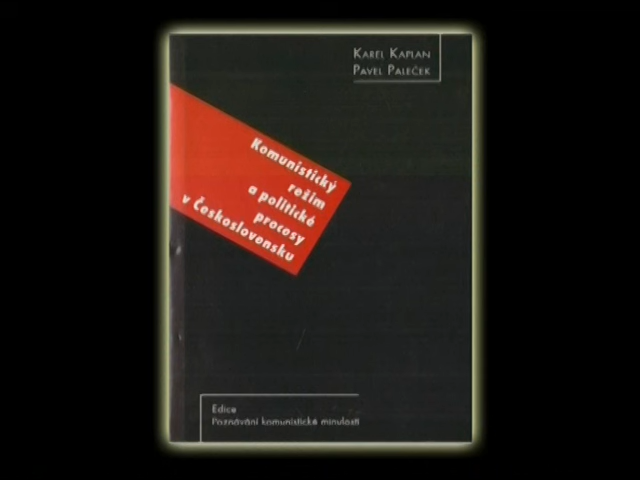 KAREL KAPLAN
PAVEL PALEČEK
Komunistický
režim
a politické
procesy
v Československu
Edice
Poznávání komunistické minulosti